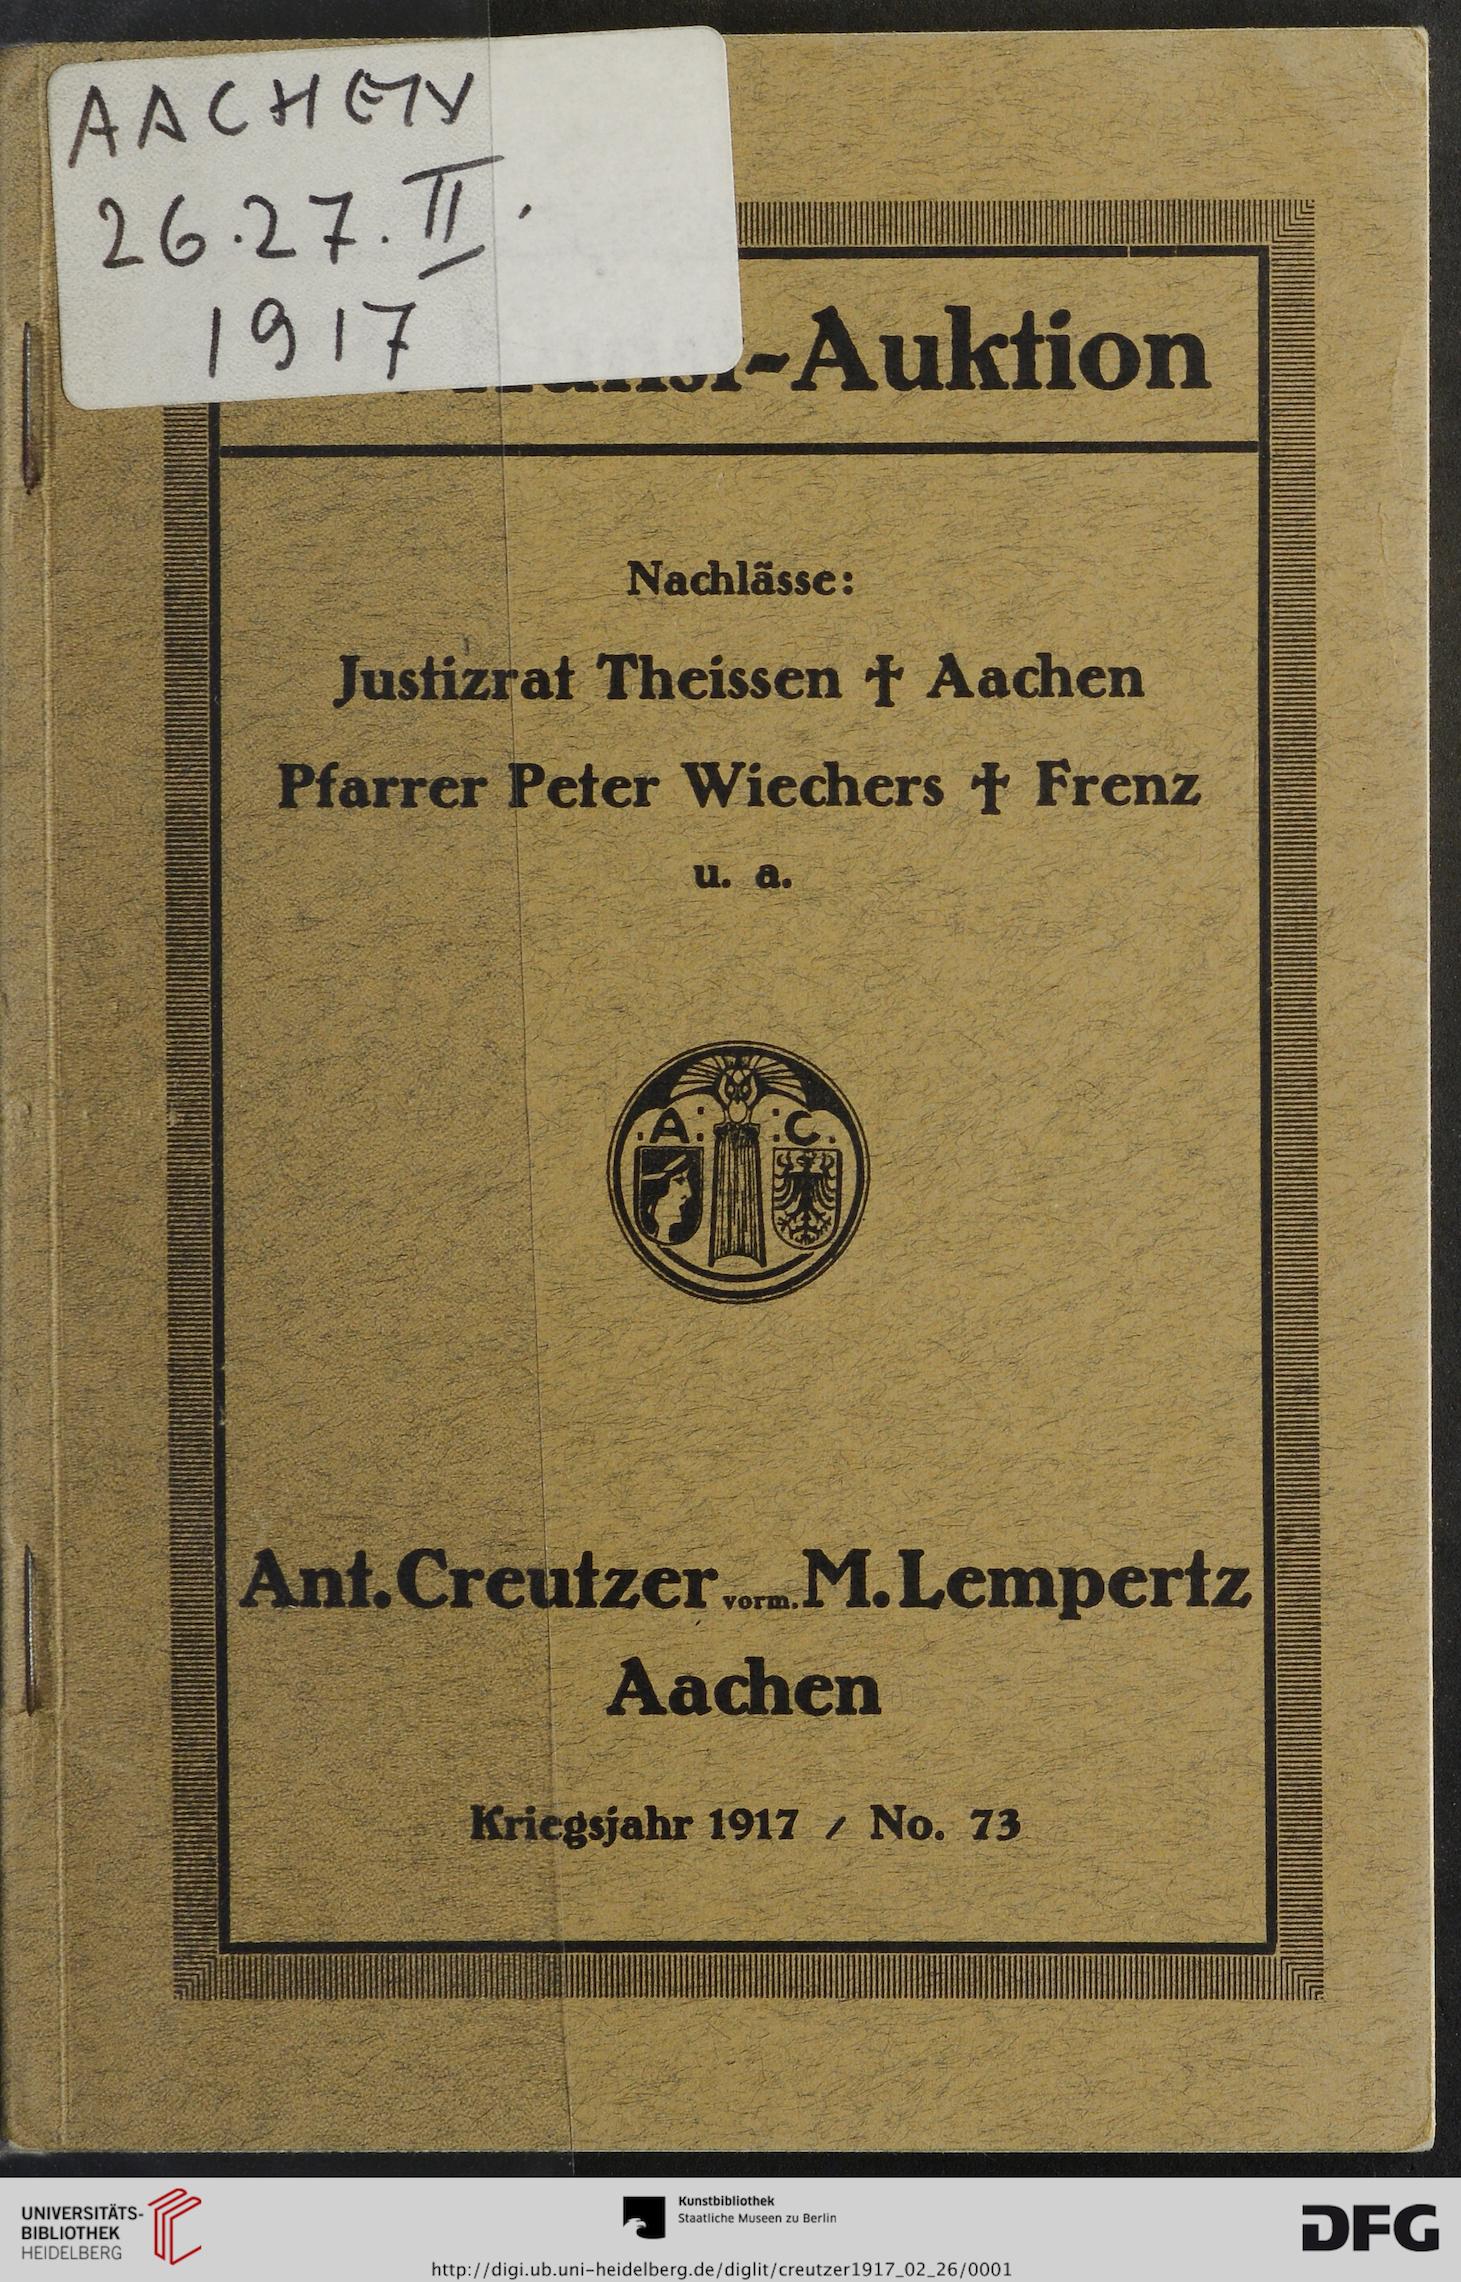 AACHEN
26.27.II.
1917
-Auktion
Nachlässe:
Justizrat Theissen † Aachen
Pfarrer Peter Wiechers † Frenz
u. a.
.A: :C.
Ant. Creutzer vorm. M. Lempertz
Aachen
Kriegsjahr 1917 / No. 73
UNIVERSITÄTS-
BIBLIOTHEK
HEIDELBERG
Kunstbibliothek
Staatliche Museen zu Berlin
DFG
http://digi.ub.uni-heidelberg.de/diglit/creutzer1917_02_26/0001